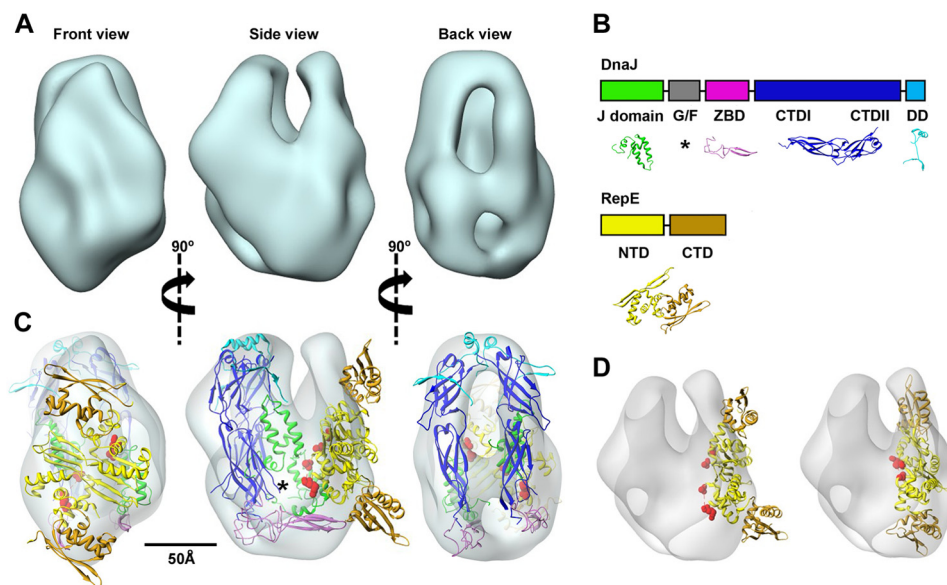 A
Front view
Side view
Back view
90º
90º
B
DnaJ
J domain G/F ZBD CTDI CTDII DD
*
RepE
NTD CTD
C
*
50Å
D